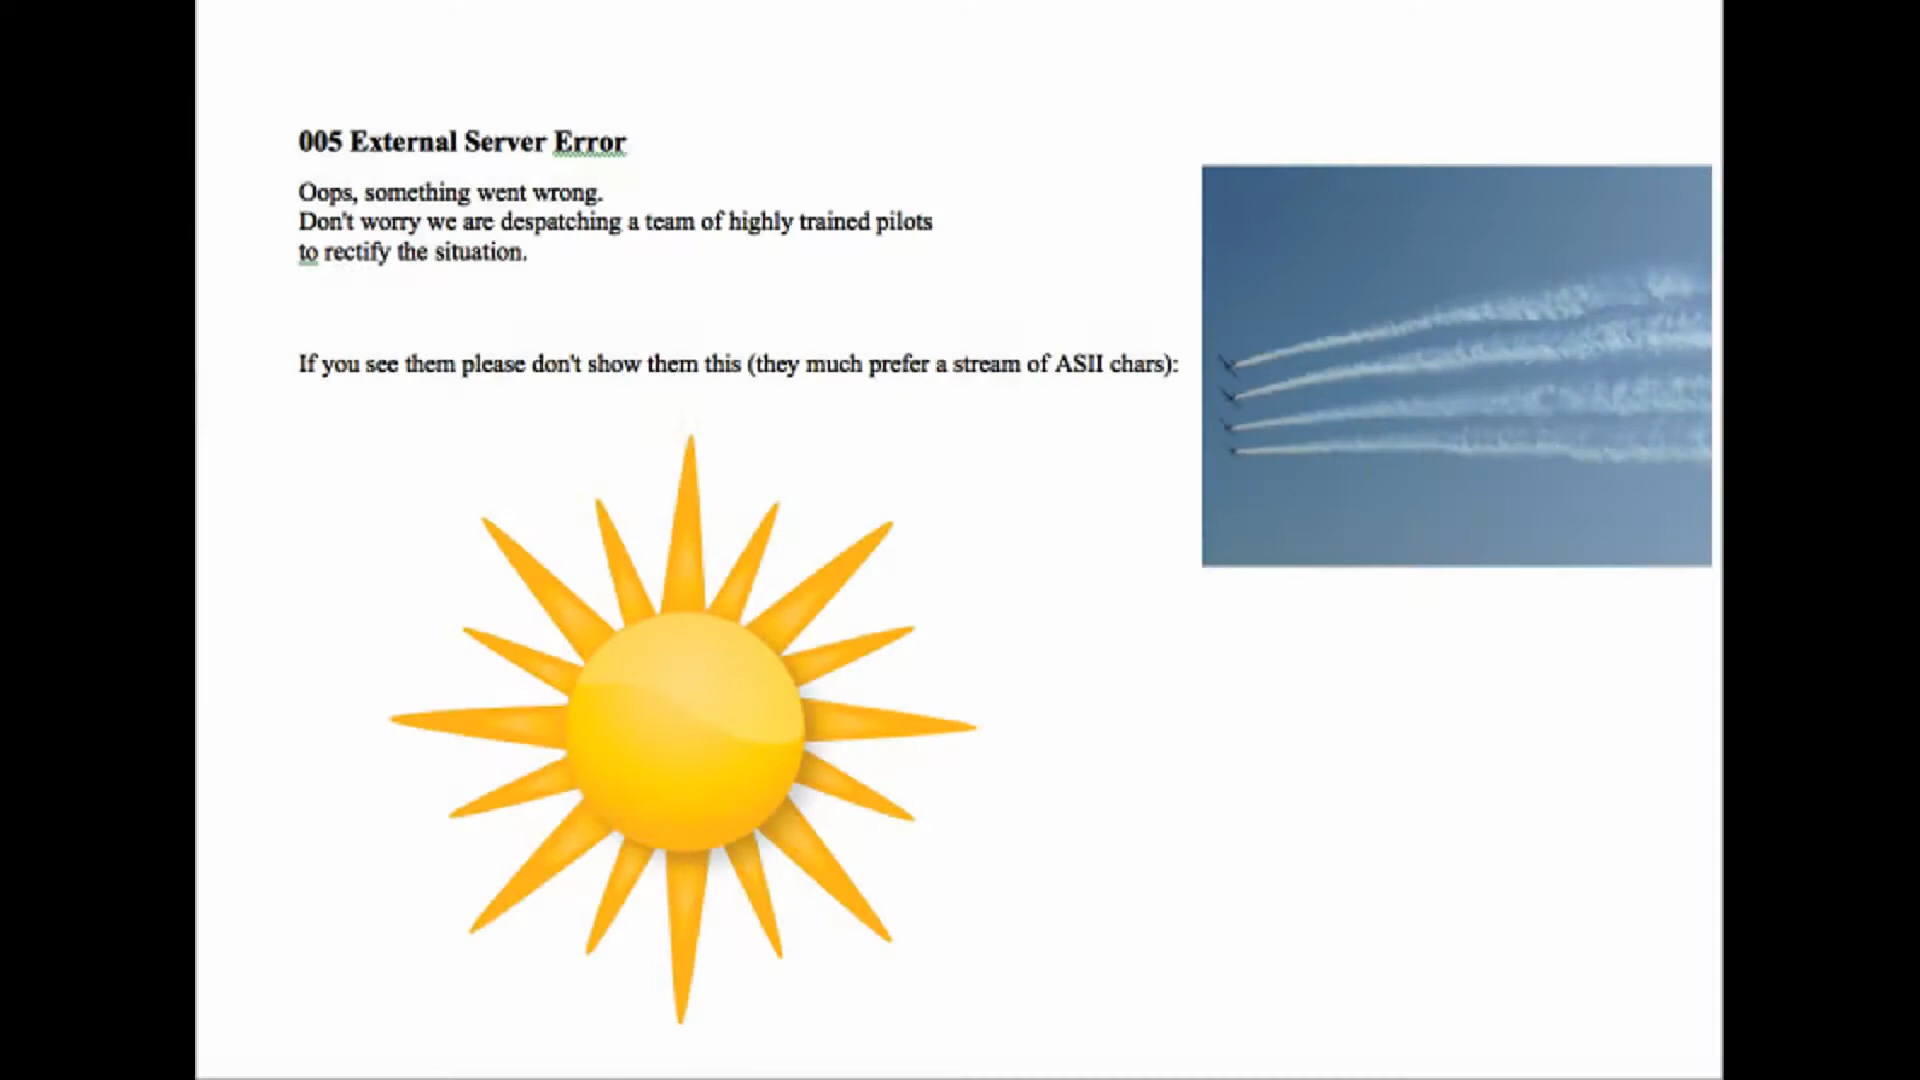 005 External Server Error
Oops, something went wrong.
Don't worry we are despatching a team of highly trained pilots
to rectify the situation.
If you see them please don't show them this (they much prefer a stream of ASII chars):